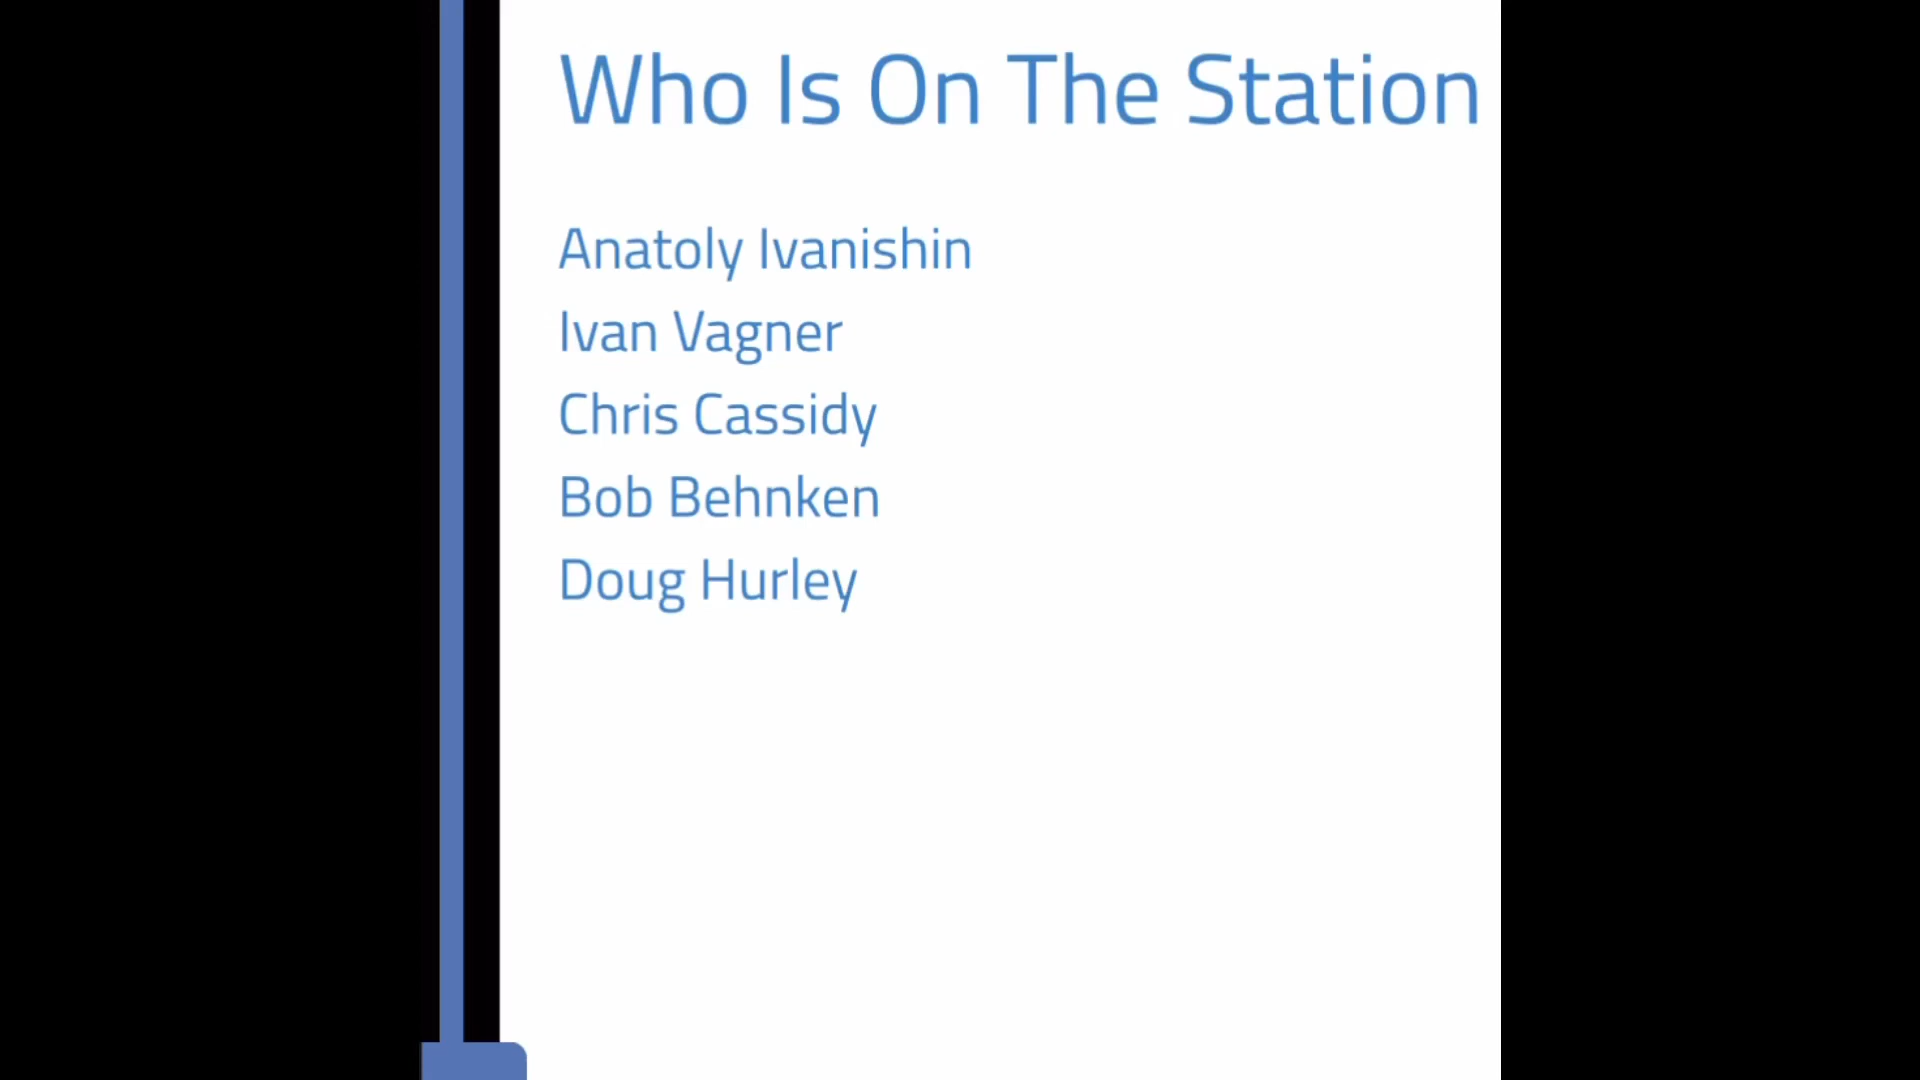 Who Is On The Station
Anatoly Ivanishin
Ivan Vagner
Chris Cassidy
Bob Behnken
Doug Hurley